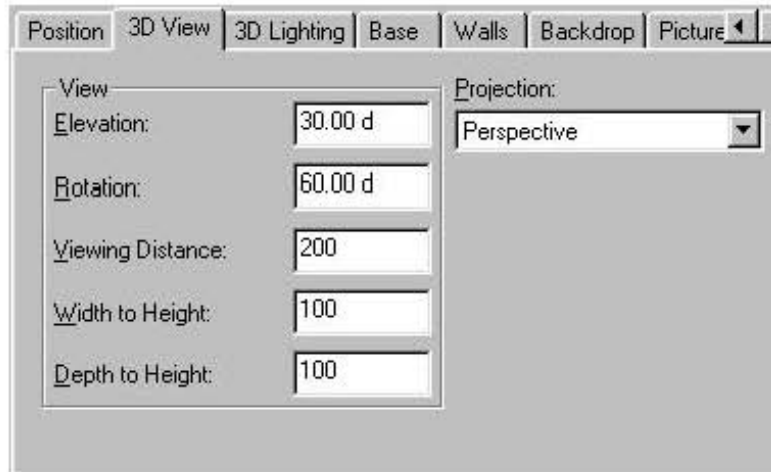 Position 3D View 3D Lighting Base Walls Backdrop Picture
View
Elevation: 30.00 d
Rotation: 60.00 d
Viewing Distance: 200
Width to Height: 100
Depth to Height: 100
Projection:
Perspective